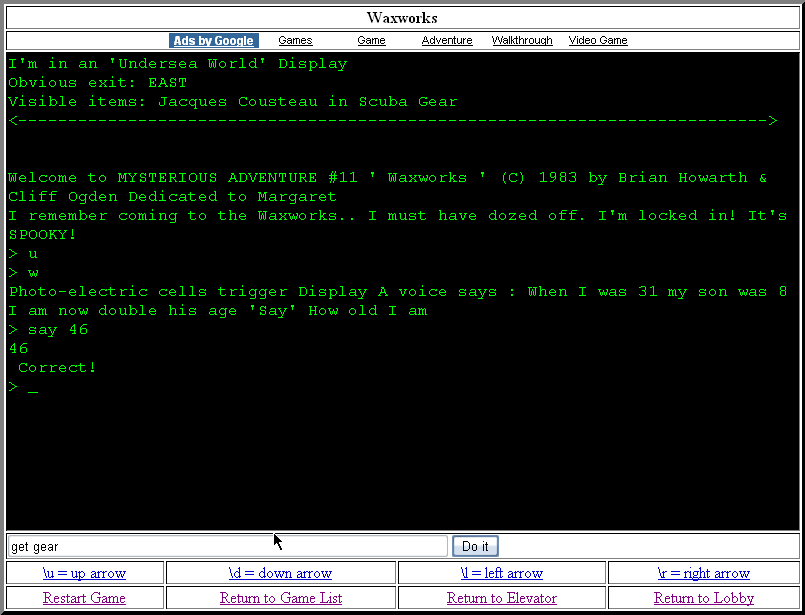 Waxworks
Ads by Google Games Game Adventure Walkthrough Video Game
I'm in an 'Undersea World' Display
Obvious exit: EAST
Visible items: Jacques Cousteau in Scuba Gear
<--------------------------------------------------------------------------->
Welcome to MYSTERIOUS ADVENTURE #11 ' Waxworks ' (C) 1983 by Brian Howarth &
Cliff Ogden Dedicated to Margaret
I remember coming to the Waxworks.. I must have dozed off. I'm locked in! It's
SPOOKY!
> u
> w
Photo-electric cells trigger Display A voice says : When I was 31 my son was 8
I am now double his age 'Say' How old I am
> say 46
46
Correct!
> _
get gear Do it
\u = up arrow \d = down arrow \l = left arrow \r = right arrow
Restart Game Return to Game List Return to Elevator Return to Lobby